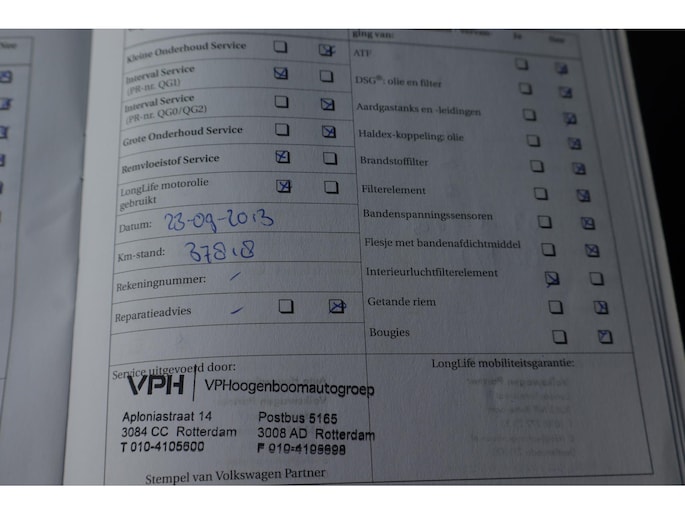 Nee
Kleine Onderhoud Service
Interval Service
(PR-nr. QG1)
Interval Service
(PR-nr. QG0/QG2)
Grote Onderhoud Service
Remvloeistof Service
LongLife motorolie
gebruikt
Datum: 23-09-2013
Km-stand: 37818
Rekeningnummer: -
Reparatieadvies -
Service uitgevoerd door:
VPH VPHoogenboomautogroep
Aploniastraat 14 Postbus 5165
3084 CC Rotterdam 3008 AD Rotterdam
T 010-4105600 F 010-4106698
Stempel van Volkswagen Partner
ging van: Ja Nee
ATF
DSG®: olie en filter
Aardgastanks en -leidingen
Haldex-koppeling: olie
Brandstoffilter
Filterelement
Bandenspanningssensoren
Flesje met bandenafdichtmiddel
Interieurluchtfilterelement
Getande riem
Bougies
LongLife mobiliteitsgarantie: